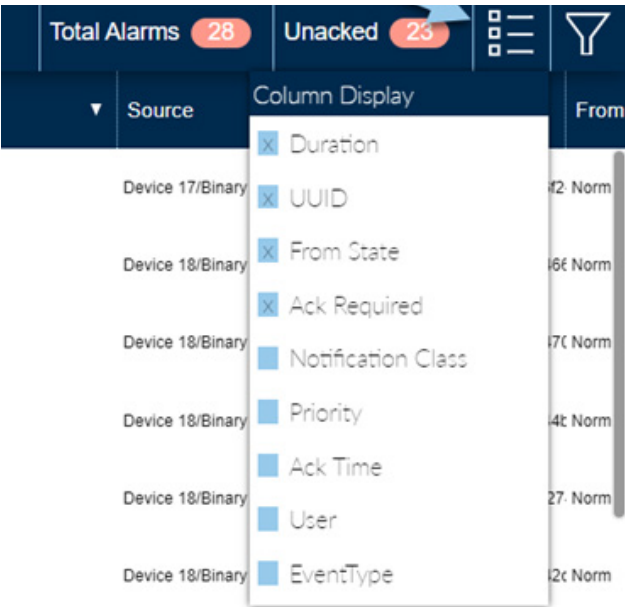 Total Alarms 28 Unacked 23
▼ Source From
Column Display
x Duration
x UUID
x From State
x Ack Required
Notification Class
Priority
Ack Time
User
EventType
Device 17/Binary Norm
Device 18/Binary Norm
Device 18/Binary Norm
Device 18/Binary Norm
Device 18/Binary Norm
Device 18/Binary Norm